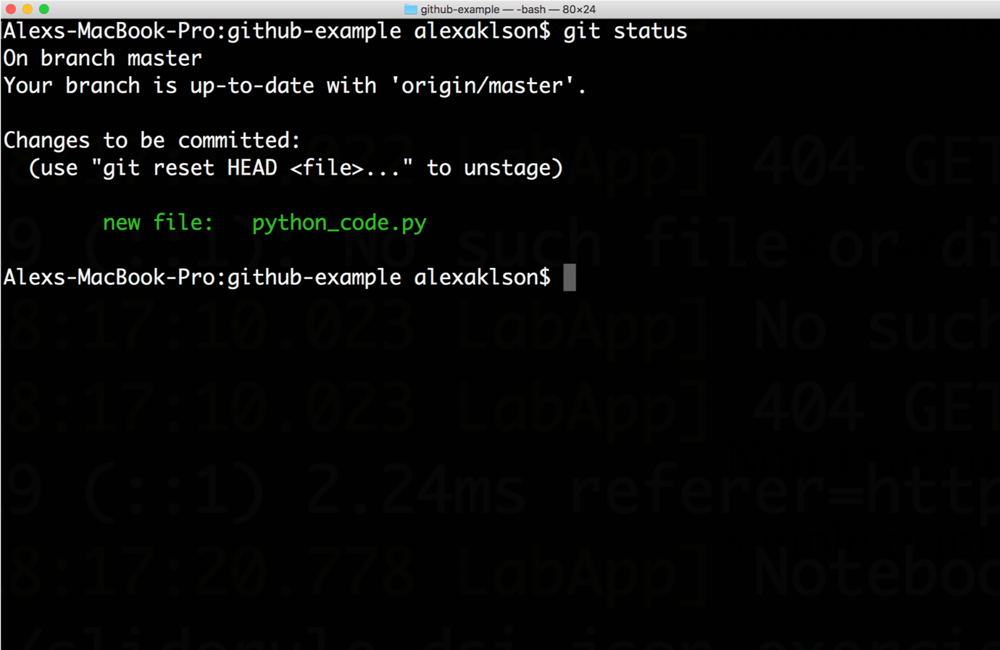 github-example — -bash — 80×24
Alexs-MacBook-Pro:github-example alexaklson$ git status
On branch master
Your branch is up-to-date with 'origin/master'.
Changes to be committed:
(use "git reset HEAD <file>..." to unstage)
new file: python_code.py
Alexs-MacBook-Pro:github-example alexaklson$
022 LabApp] 404 GET
9 (::1): No such file or di
8:17:10.023 LabApp] No such
8:17:10.023 LabApp] 404 GET
19 (::1) 2.24ms referer=http
8:17:20.778 LabApp] Noteboo